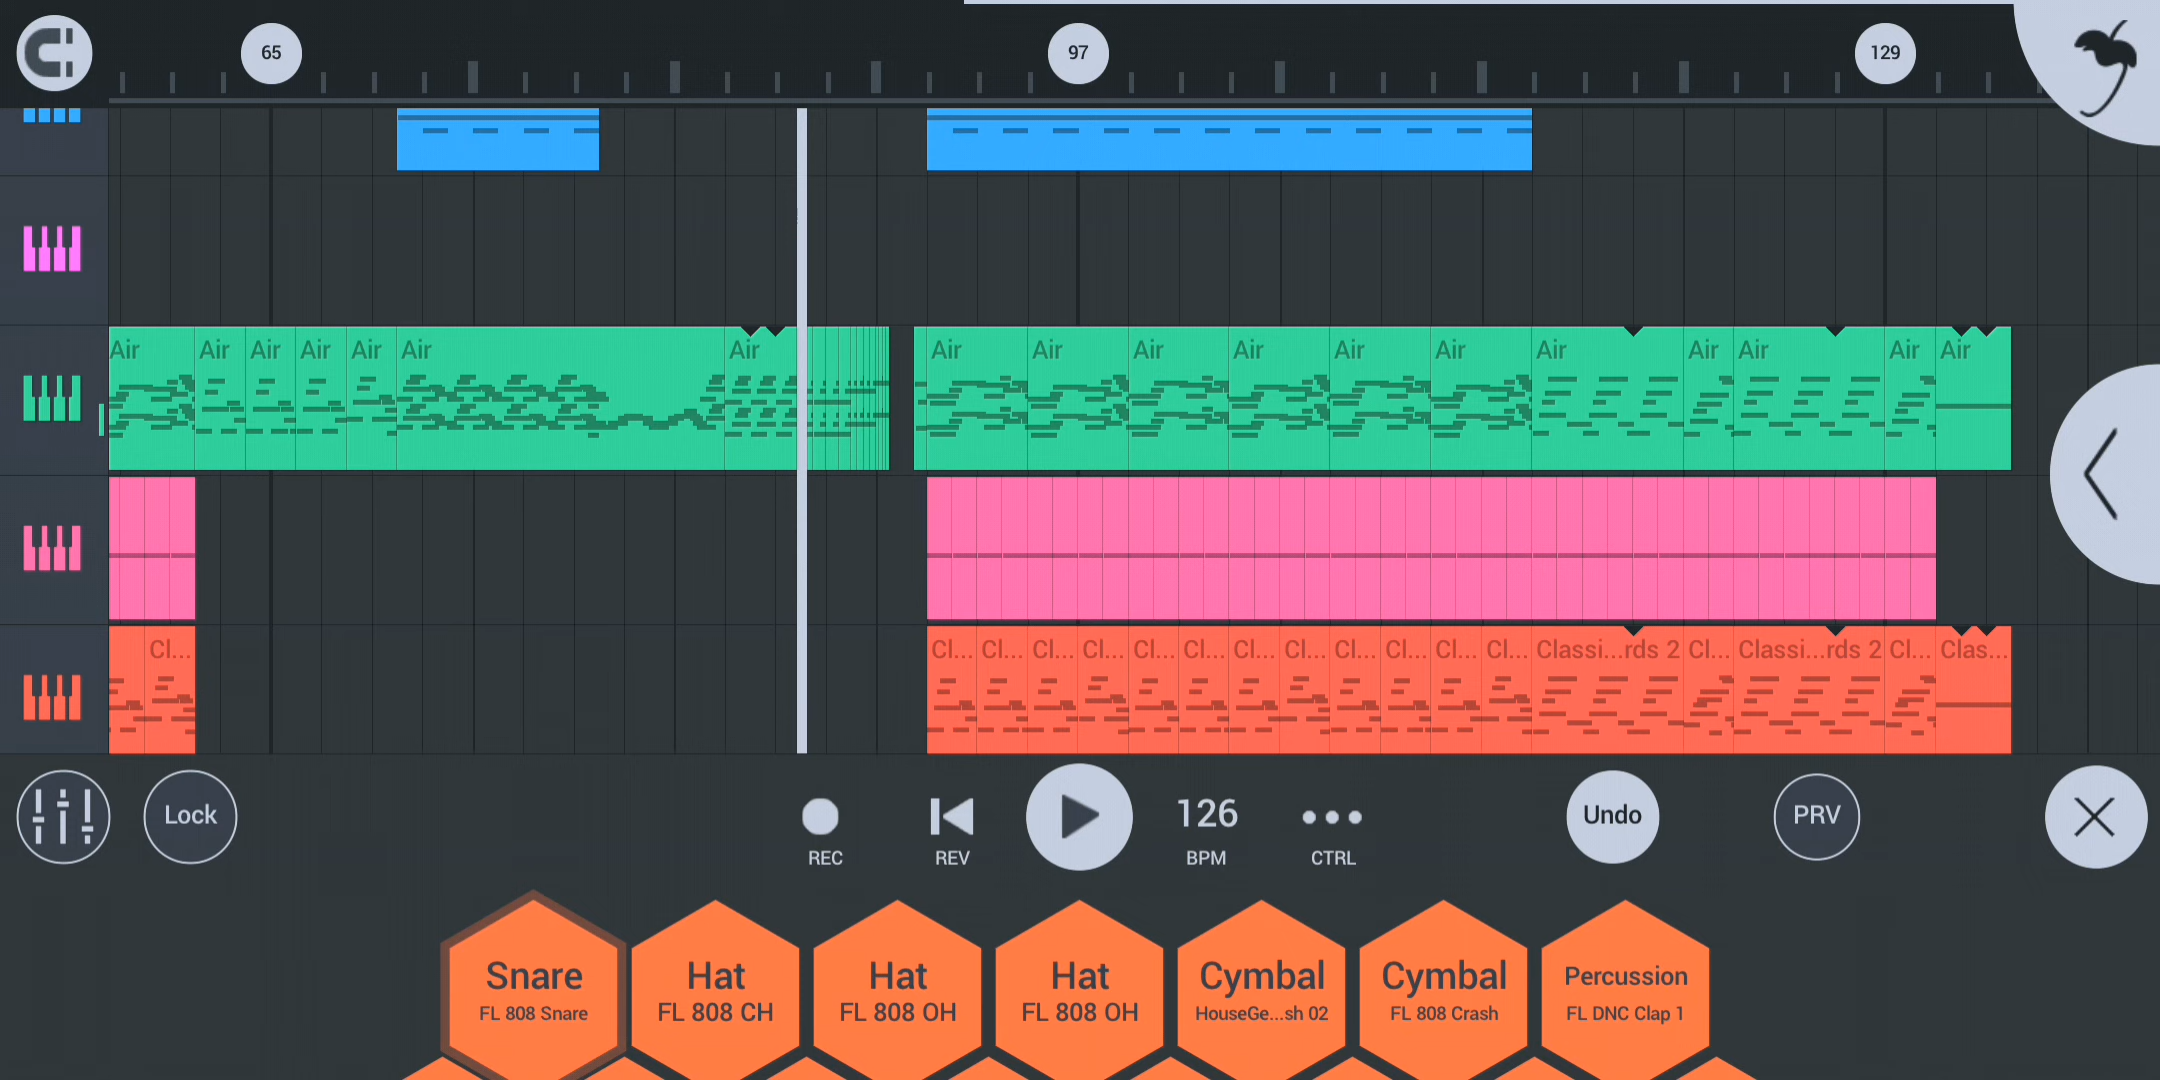 65 97 129
Air Air Air Air Air Air Air Air Air Air Air Air Air Air Air Air Air Air
Cl... Cl... Cl... Cl... Cl... Cl... Cl... Cl... Cl... Cl... Cl... Cl... Cl... Classi...rds 2 Cl... Classi...rds 2 Cl... Clas...
Lock 126 Undo PRV
REC REV BPM CTRL
Snare Hat Hat Hat Cymbal Cymbal Percussion
FL 808 Snare FL 808 CH FL 808 OH FL 808 OH HouseGe...sh 02 FL 808 Crash FL DNC Clap 1